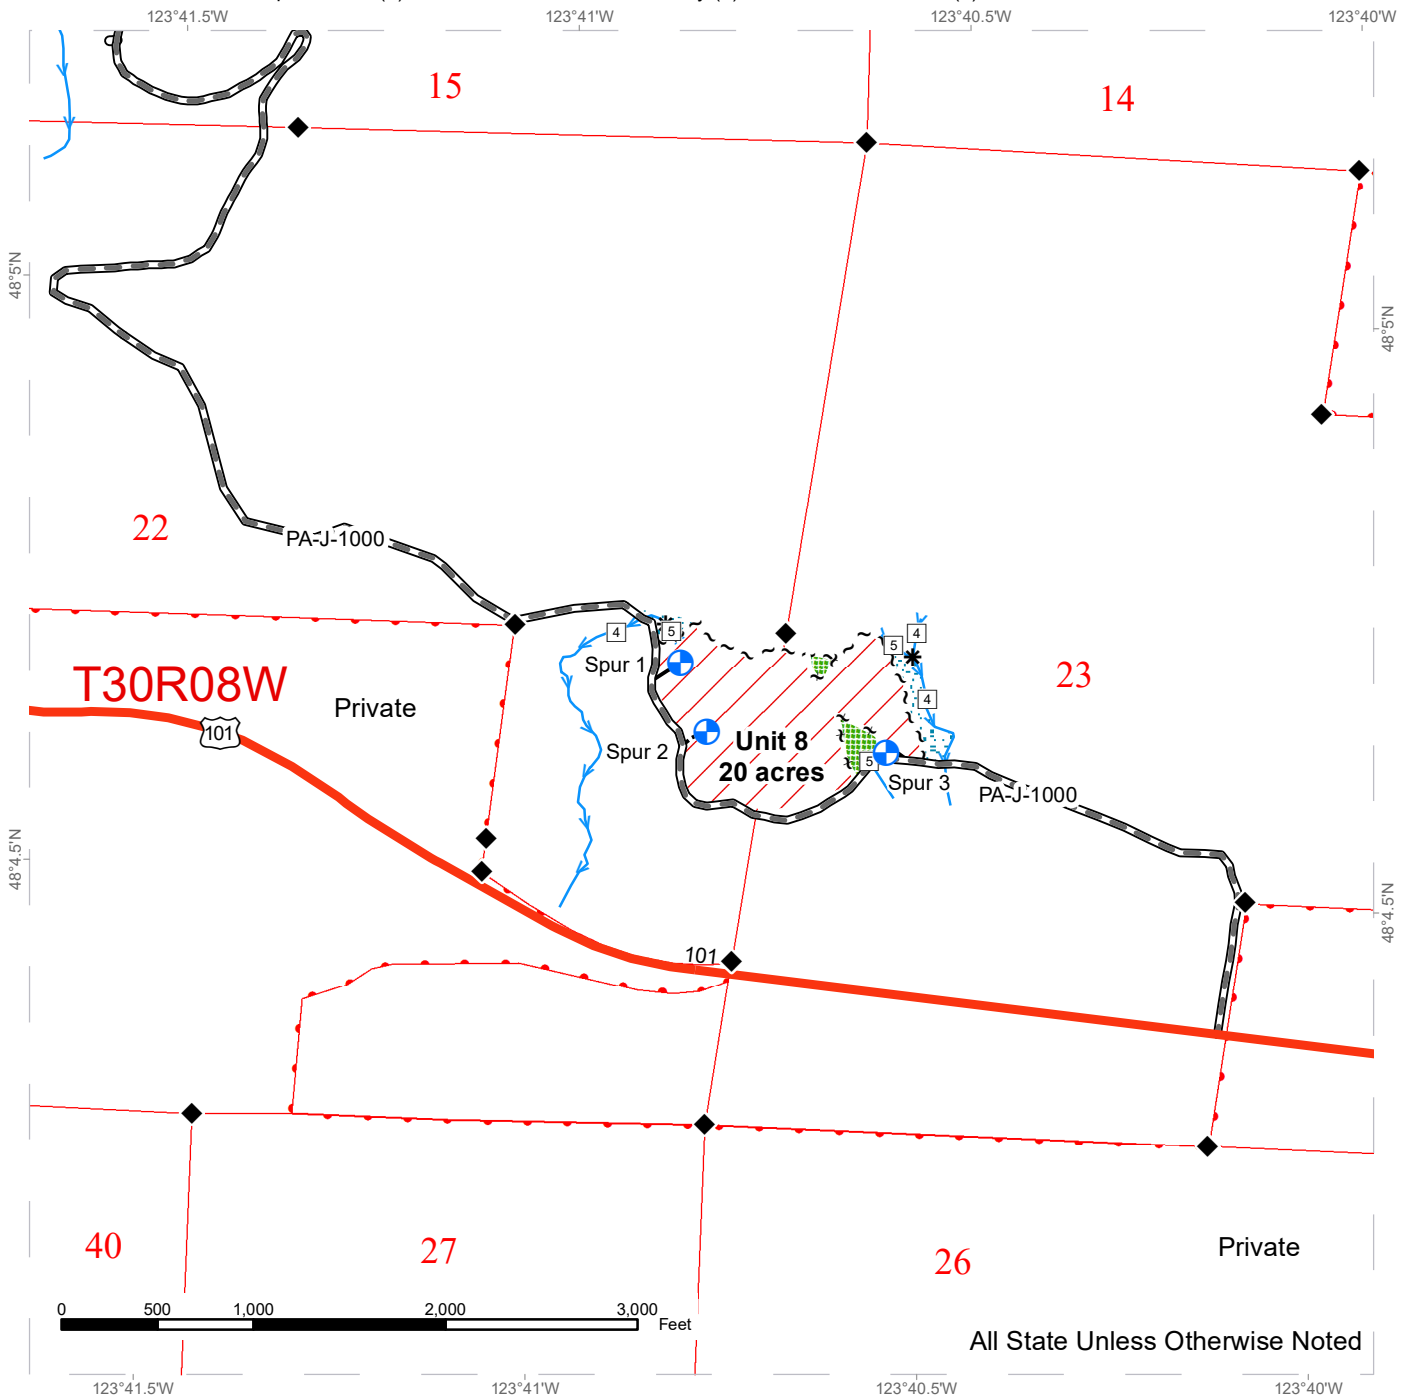 123°41.5'W
123°41'W
123°40.5'W
123°40'W
15
14
48°5'N
48°5'N
22
PA-J-1000
4
5
5
4
Spur 1
23
T30R08W
Private
4
101
Spur 2
Unit 8
20 acres
5
Spur 3
PA-J-1000
48°4.5'N
48°4.5'N
101
40
27
26
Private
0
500
1,000
2,000
3,000
Feet
All State Unless Otherwise Noted
123°41.5'W
123°41'W
123°40.5'W
123°40'W